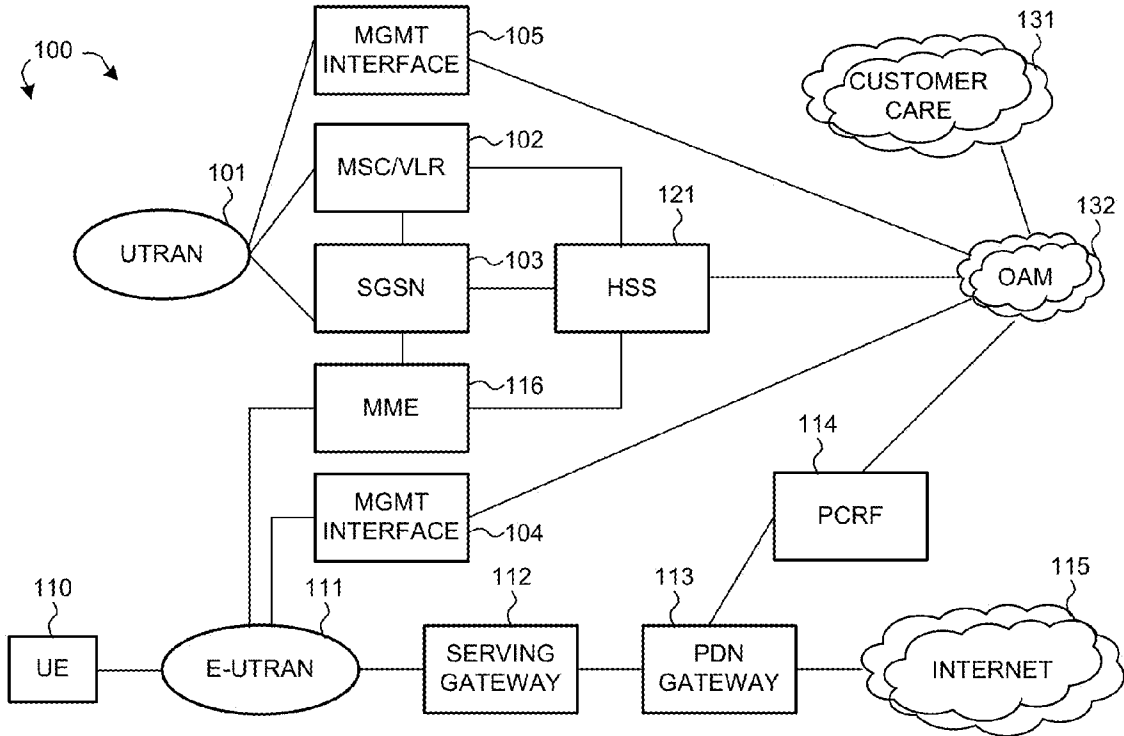 100
MGMT
INTERFACE
105
131
CUSTOMER
CARE
MSC/VLR
102
101
UTRAN
121
132
SGSN
103
HSS
OAM
MME
116
114
MGMT
INTERFACE
104
PCRF
110
111
112
113
115
UE
E-UTRAN
SERVING
GATEWAY
PDN
GATEWAY
INTERNET